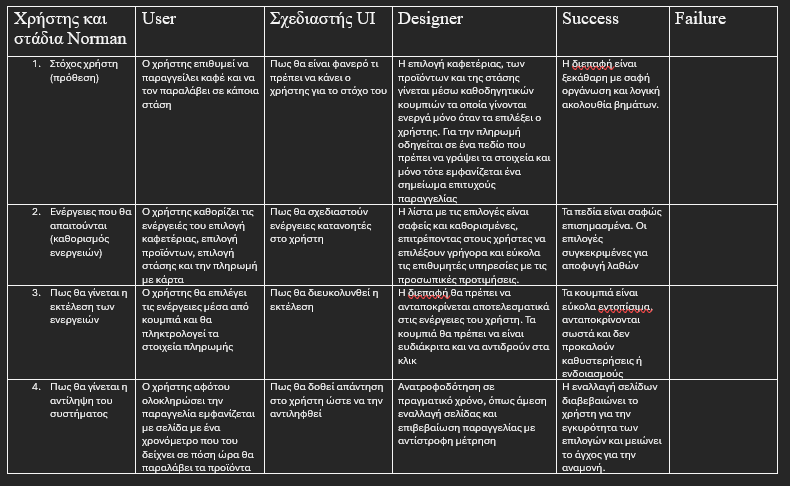 Χρήστης και
στάδια Norman
User
Σχεδιαστής UI
Designer
Success
Failure
1. Στόχος χρήστη
(πρόθεση)
Ο χρήστης επιθυμεί να
παραγγείλει καφέ και να
τον παραλάβει σε κάποια
στάση
Πως θα είναι φανερό τι
πρέπει να κάνει ο
χρήστης για το στόχο του
Η επιλογή καφετέριας, των
προϊόντων και της στάσης
γίνεται μέσω καθοδηγητικών
κουμπιών τα οποία γίνονται
ενεργά μόνο όταν τα επιλέξει ο
χρήστης. Για την πληρωμή
οδηγείται σε ένα πεδίο που
πρέπει να γράψει τα στοιχεία και
μόνο τότε εμφανίζεται ένα
σημείωμα επιτυχούς
παραγγελίας
Η διεπαφή είναι
ξεκάθαρη με σαφή
οργάνωση και λογική
ακολουθία βημάτων.
2. Ενέργειες που θα
απαιτούνται
(καθορισμός
ενεργειών)
Ο χρήστης καθορίζει τις
ενέργειές του επιλογή
καφετέριας, επιλογή
προϊόντων, επιλογή
στάσης και την πληρωμή
με κάρτα
Πως θα σχεδιαστούν
ενέργειες κατανοητές
στο χρήστη
Η λίστα με τις επιλογές είναι
σαφείς και καθορισμένες,
επιτρέποντας στους χρήστες να
επιλέξουν γρήγορα και εύκολα
τις επιθυμητές υπηρεσίες με τις
προσωπικές προτιμήσεις.
Τα πεδία είναι σαφώς
επισημασμένα. Οι
επιλογές
συγκεκριμένες για
αποφυγή λαθών
3. Πως θα γίνεται η
εκτέλεση των
ενεργειών
Ο χρήστης θα επιλέγει
τις ενέργειες μέσα από
κουμπιά και θα
πληκτρολογεί τα
στοιχεία πληρωμής
Πως θα διευκολυνθεί η
εκτέλεση
Η διεπαφή θα πρέπει να
ανταποκρίνεται αποτελεσματικά
στις ενέργειες του χρήστη. Τα
κουμπιά θα πρέπει να είναι
ευδιάκριτα και να αντιδρούν στα
κλικ
Τα κουμπιά είναι
εύκολα εντοπίσιμα,
ανταποκρίνονται
σωστά και δεν
προκαλούν
καθυστερήσεις ή
ενδοιασμούς
4. Πως θα γίνεται η
αντίληψη του
συστήματος
Ο χρήστης αφότου
ολοκληρώσει την
παραγγελία εμφανίζεται
με σελίδα με ένα
χρονόμετρο που του
δείχνει σε πόση ώρα θα
παραλάβει τα προϊόντα
Πως θα δοθεί απάντηση
στο χρήστη ώστε να την
αντιληφθεί
Ανατροφοδότηση σε
πραγματικό χρόνο, όπως άμεση
εναλλαγή σελίδας και
επιβεβαίωση παραγγελίας με
αντίστροφη μέτρηση
Η εναλλαγή σελίδων
διαβεβαιώνει το
χρήστη για την
εγκυρότητα των
επιλογών και μειώνει
το άγχος για την
αναμονή.